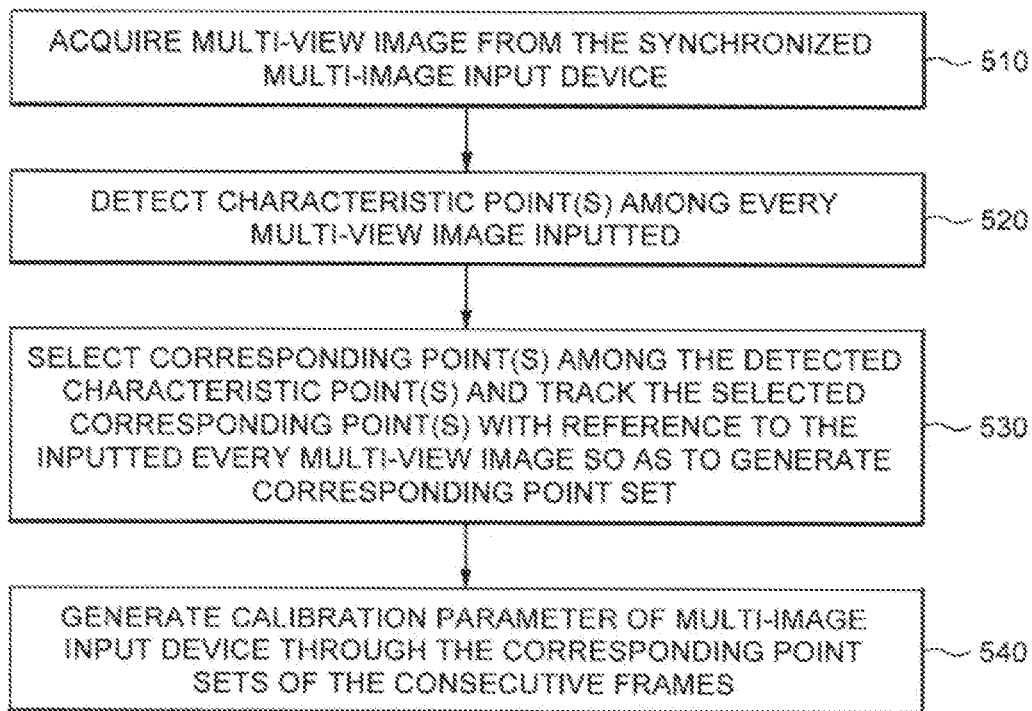 ACQUIRE MULTI-VIEW IMAGE FROM THE SYNCHRONIZED
MULTI-IMAGE INPUT DEVICE
510
DETECT CHARACTERISTIC POINT(S) AMONG EVERY
MULTI-VIEW IMAGE INPUTTED
520
SELECT CORRESPONDING POINT(S) AMONG THE DETECTED
CHARACTERISTIC POINT(S) AND TRACK THE SELECTED
CORRESPONDING POINT(S) WITH REFERENCE TO THE
INPUTTED EVERY MULTI-VIEW IMAGE SO AS TO GENERATE
CORRESPONDING POINT SET
530
GENERATE CALIBRATION PARAMETER OF MULTI-IMAGE
INPUT DEVICE THROUGH THE CORRESPONDING POINT
SETS OF THE CONSECUTIVE FRAMES
540